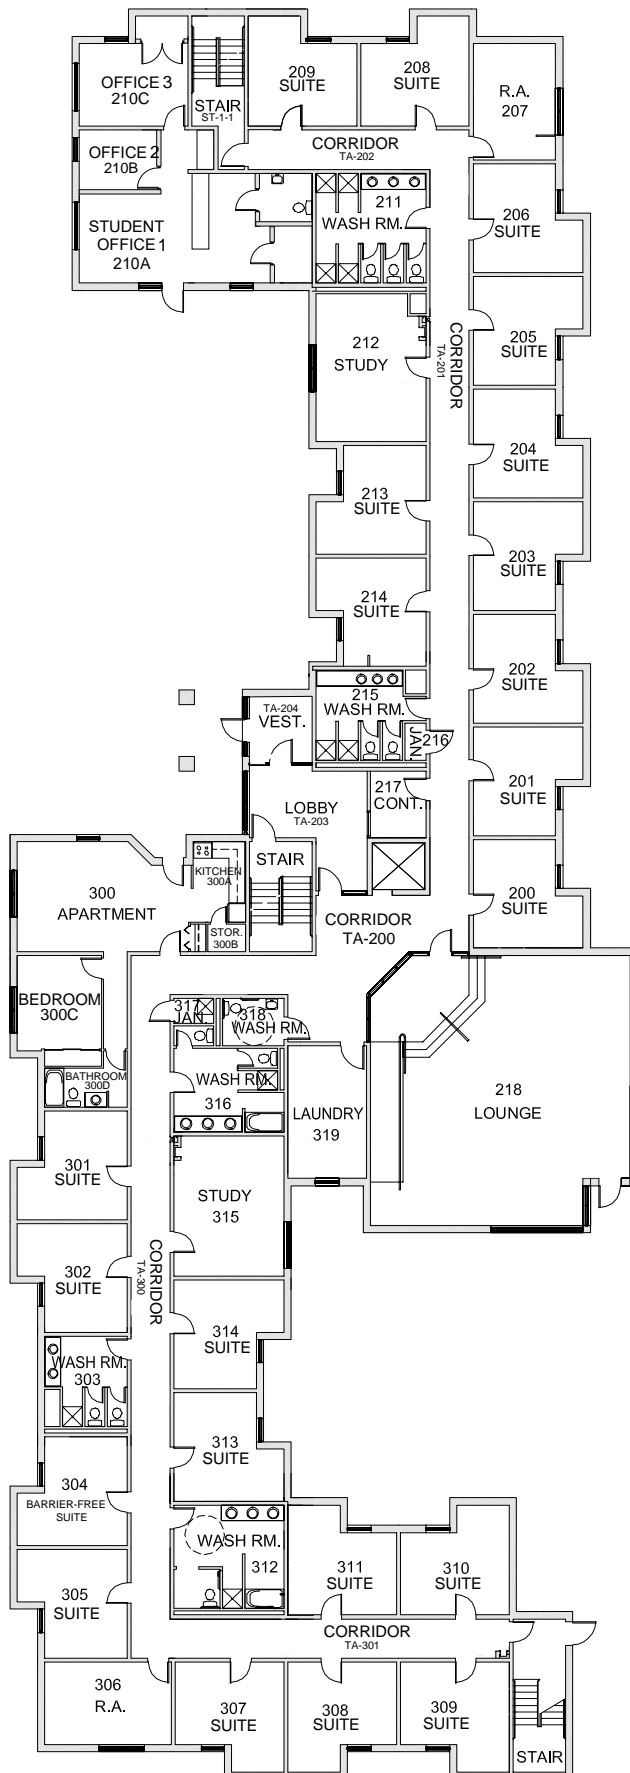 OFFICE 3
210C
STAIR
ST-1-1
209
SUITE
208
SUITE
R.A.
207
CORRIDOR
TA-202
OFFICE 2
210B
STUDENT
OFFICE 1
210A
211
WASH RM.
206
SUITE
212
STUDY
CORRIDOR
TA-201
205
SUITE
204
SUITE
213
SUITE
203
SUITE
214
SUITE
202
SUITE
215
WASH RM.
TA-204
VEST.
JAN.
216
217
CONT.
201
SUITE
LOBBY
TA-203
STAIR
KITCHEN
300A
300
APARTMENT
STOR.
300B
CORRIDOR
TA-200
200
SUITE
BEDROOM
300C
317
JAN.
318
WASH RM.
BATHROOM
300D
WASH RM.
316
LAUNDRY
319
218
LOUNGE
301
SUITE
STUDY
315
CORRIDOR
TA-300
302
SUITE
314
SUITE
WASH RM.
303
313
SUITE
304
BARRIER-FREE
SUITE
WASH RM.
312
311
SUITE
310
SUITE
305
SUITE
CORRIDOR
TA-301
306
R.A.
307
SUITE
308
SUITE
309
SUITE
STAIR